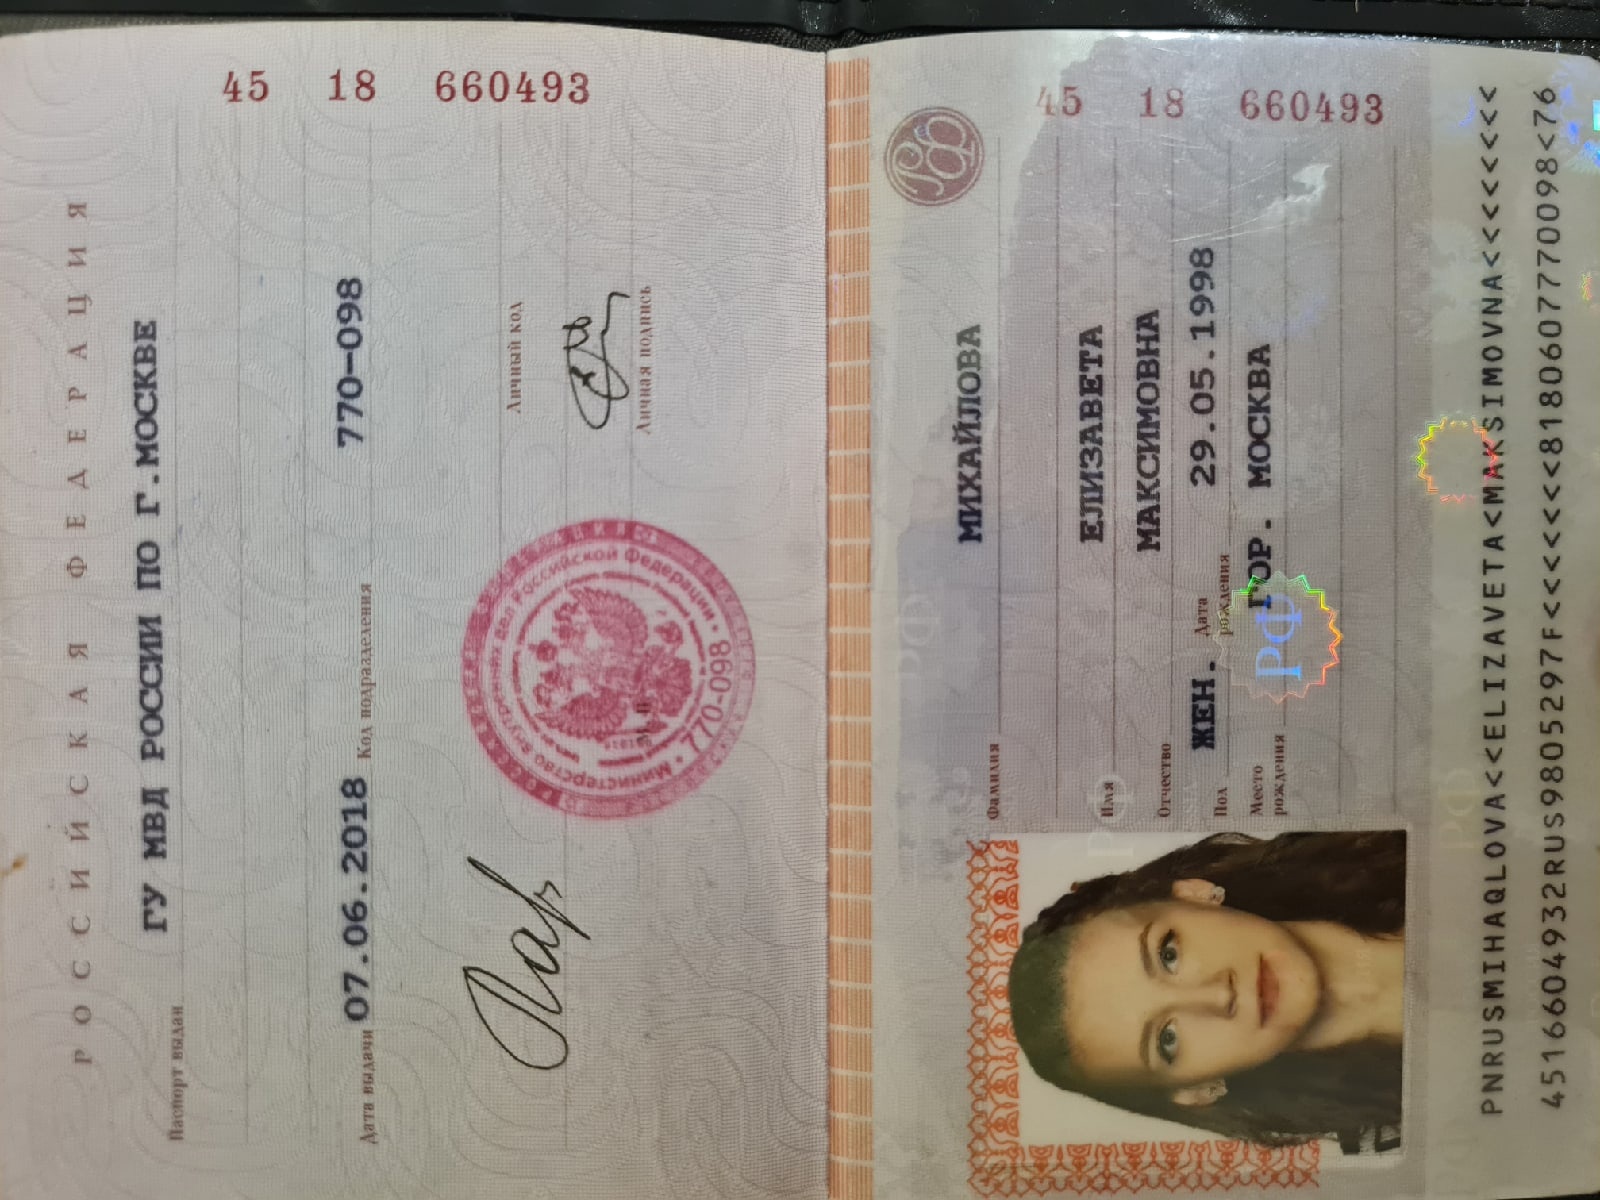 РОССИЙСКАЯ ФЕДЕРАЦИЯ
Паспорт выдан ГУ МВД РОССИИ ПО Г.МОСКВЕ
Дата выдачи 07.06.2018 Код подразделения 770-098
45 18 660493
Лав
Личный код
Личная подпись
Министерство внутренних дел Российской Федерации
М.П.
770-098
РФ
Фамилия МИХАЙЛОВА
Имя ЕЛИЗАВЕТА
Отчество МАКСИМОВНА
Пол ЖЕН. Дата рождения 29.05.1998
Место рождения ГОР. МОСКВА
РФ
45 18 660493
PNRUSMIHAQLOVA<<ELIZAVETA<MAKSIMOVNA<<<<<<<<
4516604932RUS9805297F<<<<<<<8180607770098<76